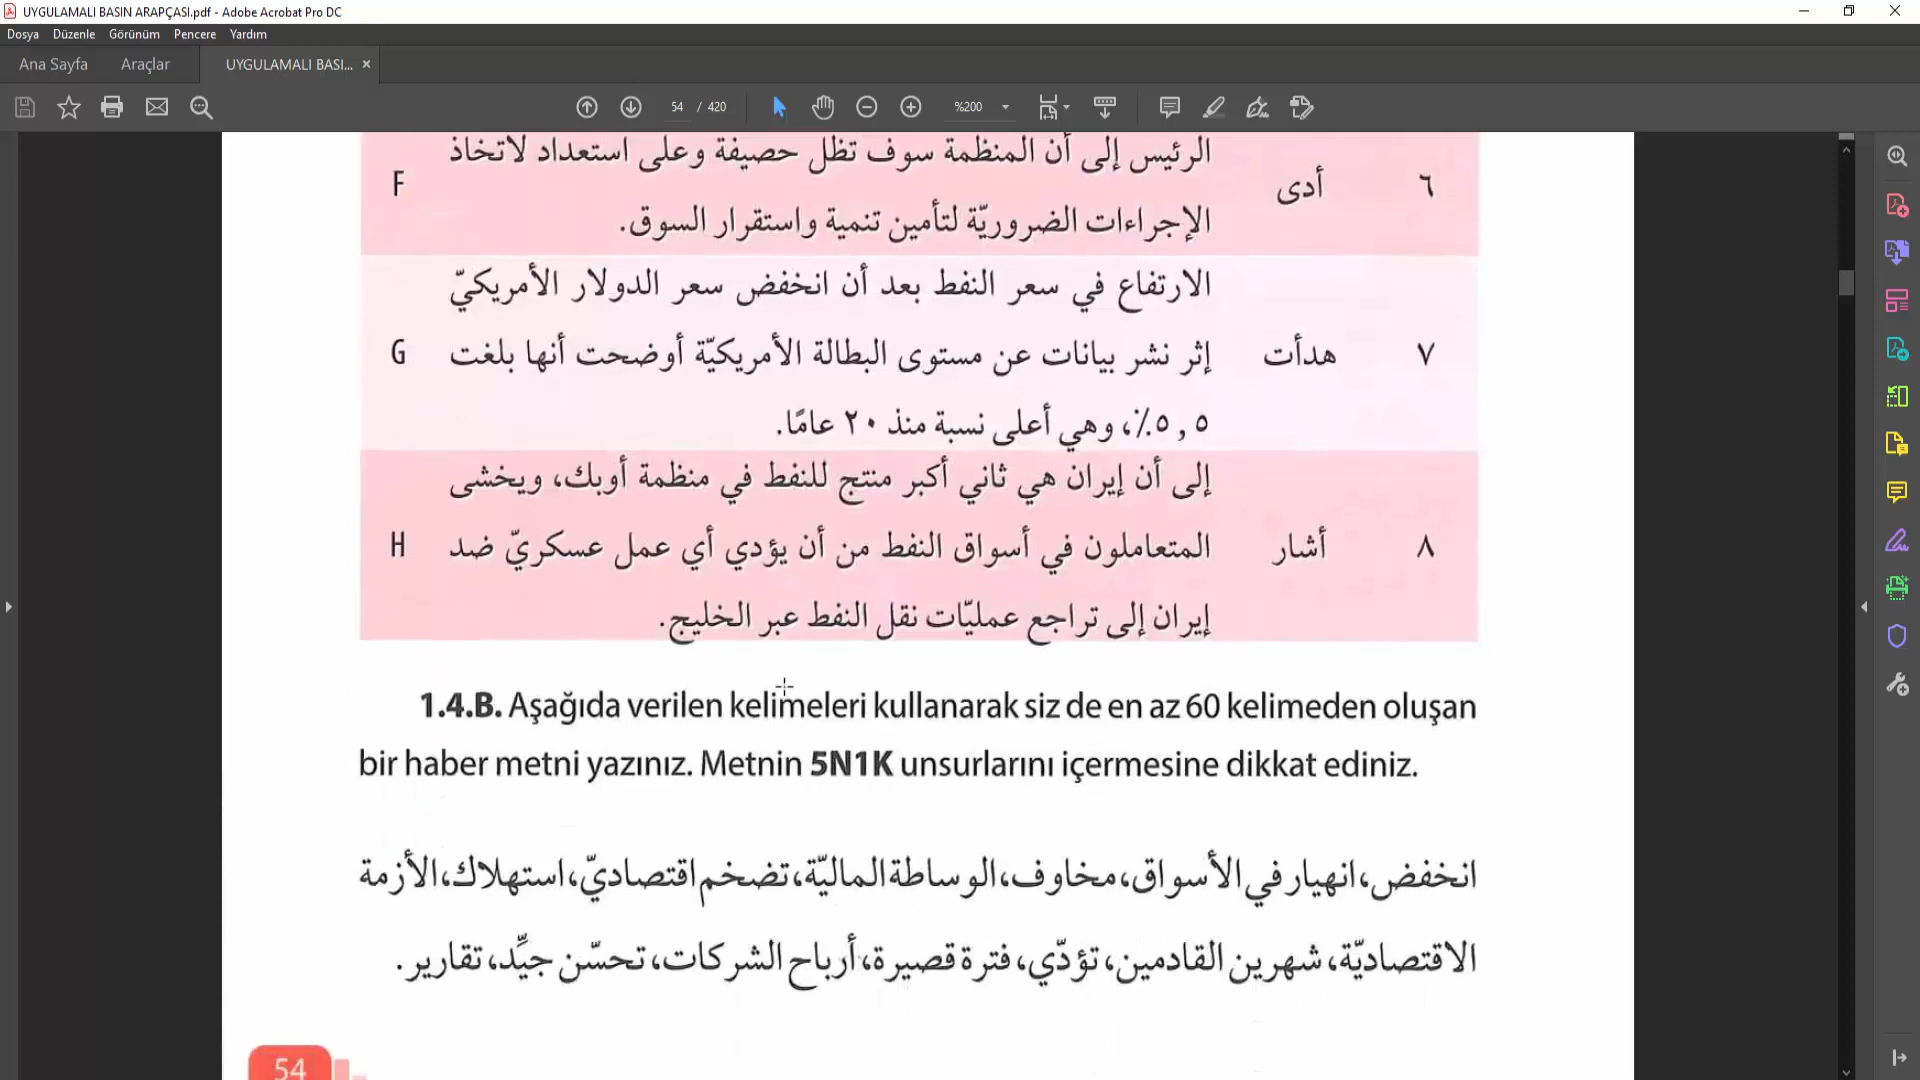 UYGULAMALI BASIN ARAPÇASI.pdf - Adobe Acrobat Pro DC
Dosya Düzenle Görünüm Pencere Yardım
Ana Sayfa Araçlar UYGULAMALI BASI... ×
54 / 420 %200
٦ أدى الرئيس إلى أن المنظمة سوف تظل حصيفة وعلى استعداد لاتخاذ F
الإجراءات الضروريّة لتأمين تنمية واستقرار السوق.
الارتفاع في سعر النفط بعد أن انخفض سعر الدولار الأمريكيّ
٧ هدأت إثر نشر بيانات عن مستوى البطالة الأمريكيّة أوضحت أنها بلغت G
٥,٥٪، وهي أعلى نسبة منذ ٢٠ عامًا.
إلى أن إيران هي ثاني أكبر منتج للنفط في منظمة أوبك، ويخشى
٨ أشار المتعاملون في أسواق النفط من أن يؤدي أي عمل عسكريّ ضد H
إيران إلى تراجع عمليّات نقل النفط عبر الخليج.
1.4.B. Aşağıda verilen kelimeleri kullanarak siz de en az 60 kelimeden oluşan
bir haber metni yazınız. Metnin 5N1K unsurlarını içermesine dikkat ediniz.
انخفض، انهيار في الأسواق، مخاوف، الوساطة الماليّة، تضخم اقتصاديّ، استهلاك، الأزمة
الاقتصاديّة، شهرين القادمين، تؤدّي، فترة قصيرة، أرباح الشركات، تحسّن جيِّد، تقارير.
54